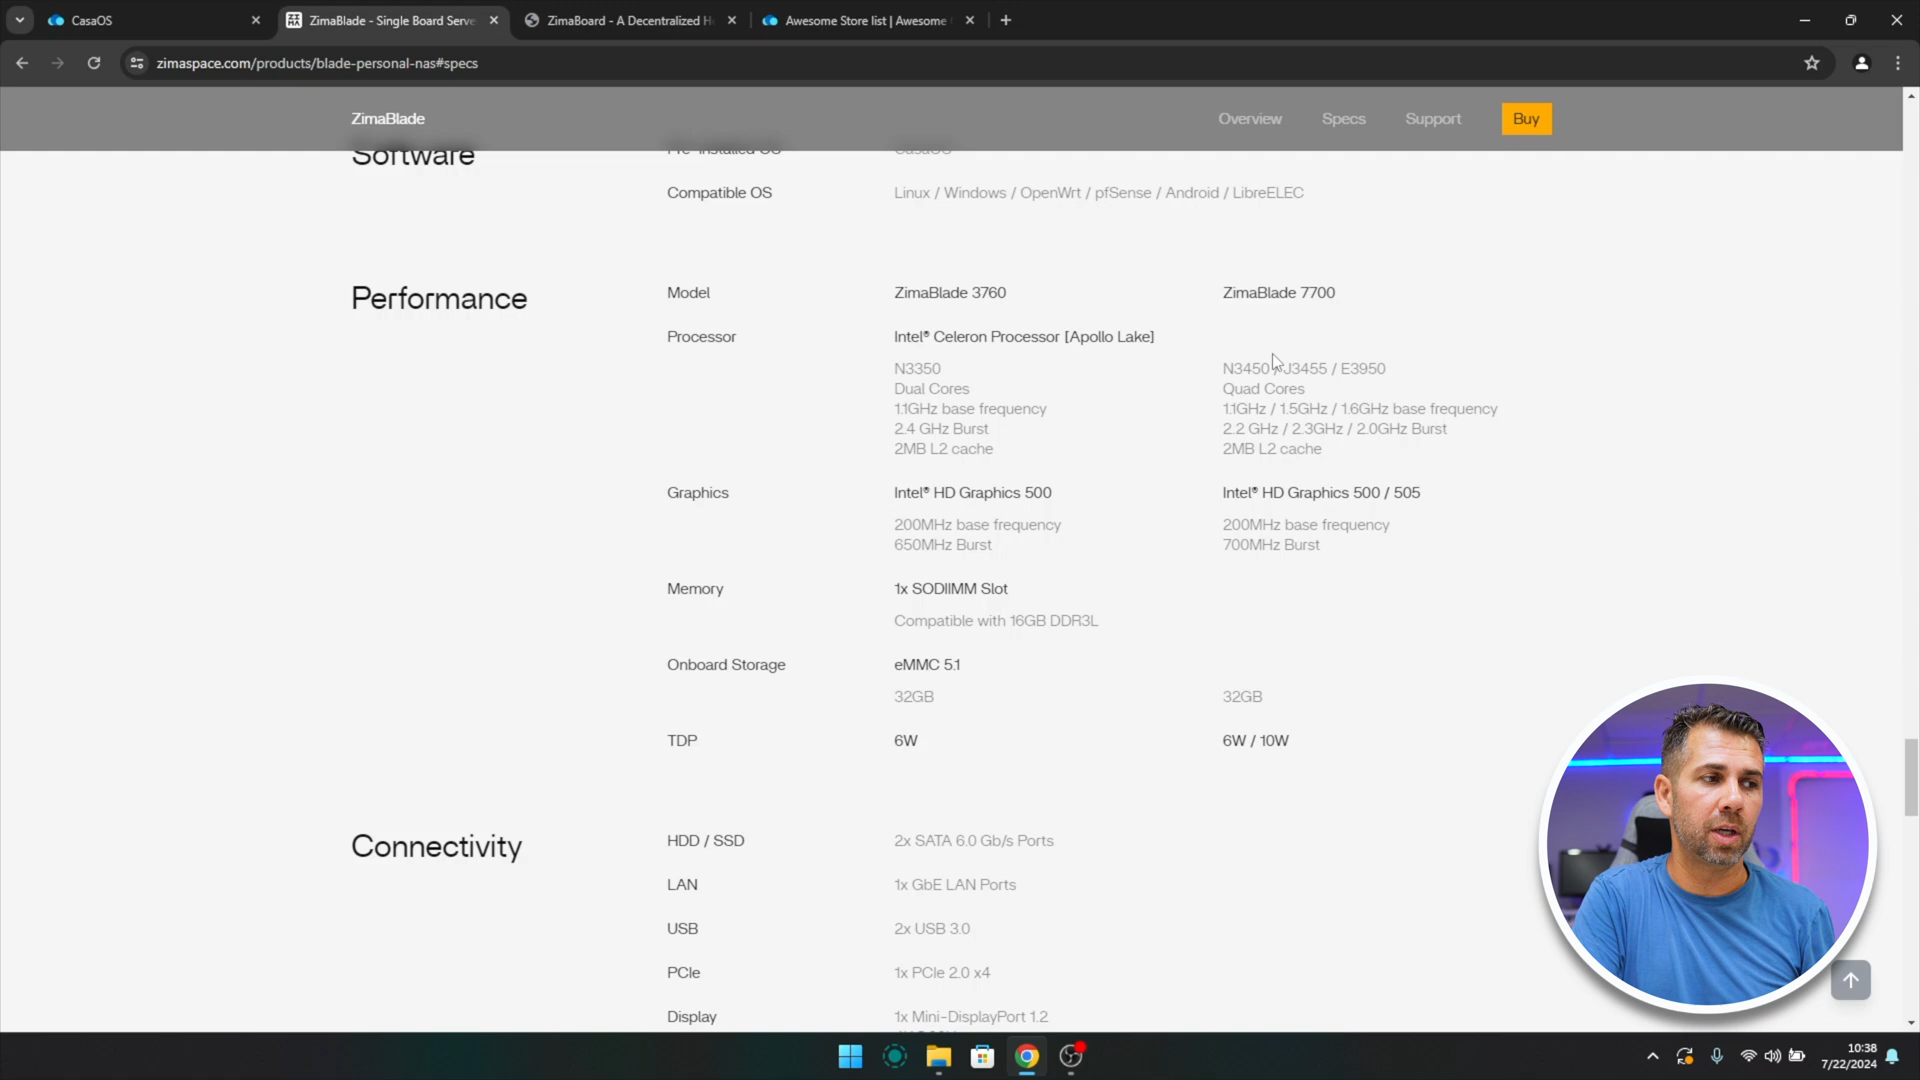 CasaOS
ZimaBlade - Single Board Serve
ZimaBoard - A Decentralized H
Awesome Store list | Awesome
zimaspace.com/products/blade-personal-nas#specs
ZimaBlade
Overview
Specs
Support
Buy
Software
Pre-installed OS
CasaOS
Compatible OS
Linux / Windows / OpenWrt / pfSense / Android / LibreELEC
Performance
Model
ZimaBlade 3760
ZimaBlade 7700
Processor
Intel® Celeron Processor [Apollo Lake]
N3350
N3450 / J3455 / E3950
Dual Cores
Quad Cores
1.1GHz base frequency
1.1GHz / 1.5GHz / 1.6GHz base frequency
2.4 GHz Burst
2.2 GHz / 2.3GHz / 2.0GHz Burst
2MB L2 cache
2MB L2 cache
Graphics
Intel® HD Graphics 500
Intel® HD Graphics 500 / 505
200MHz base frequency
200MHz base frequency
650MHz Burst
700MHz Burst
Memory
1x SODIIMM Slot
Compatible with 16GB DDR3L
Onboard Storage
eMMC 5.1
32GB
32GB
TDP
6W
6W / 10W
Connectivity
HDD / SSD
2x SATA 6.0 Gb/s Ports
LAN
1x GbE LAN Ports
USB
2x USB 3.0
PCIe
1x PCIe 2.0 x4
Display
1x Mini-DisplayPort 1.2
10:38
7/22/2024